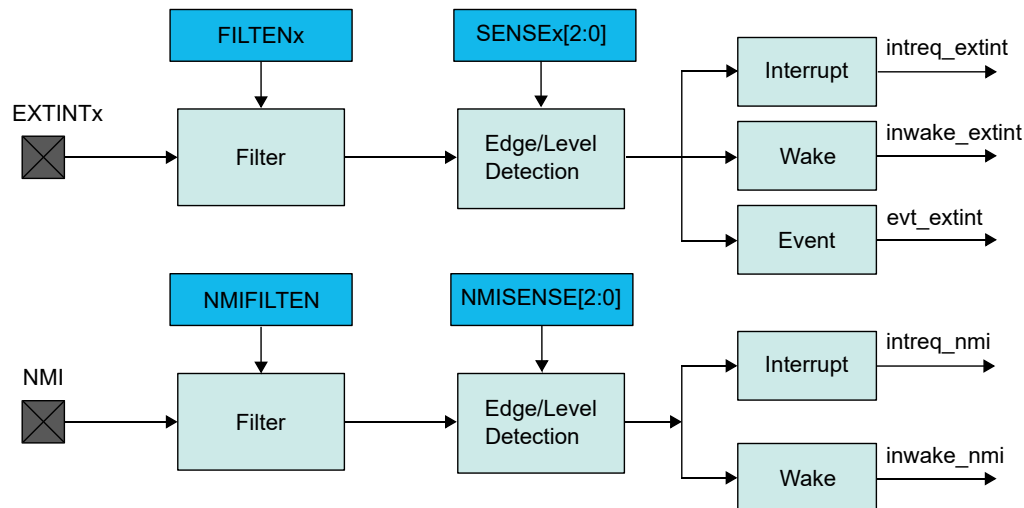 FILTENx
SENSEx[2:0]
EXTINTx
Filter
Edge/Level
Detection
Interrupt
intreq_extint
Wake
inwake_extint
Event
evt_extint
NMIFILTEN
NMISENSE[2:0]
NMI
Filter
Edge/Level
Detection
Interrupt
intreq_nmi
Wake
inwake_nmi